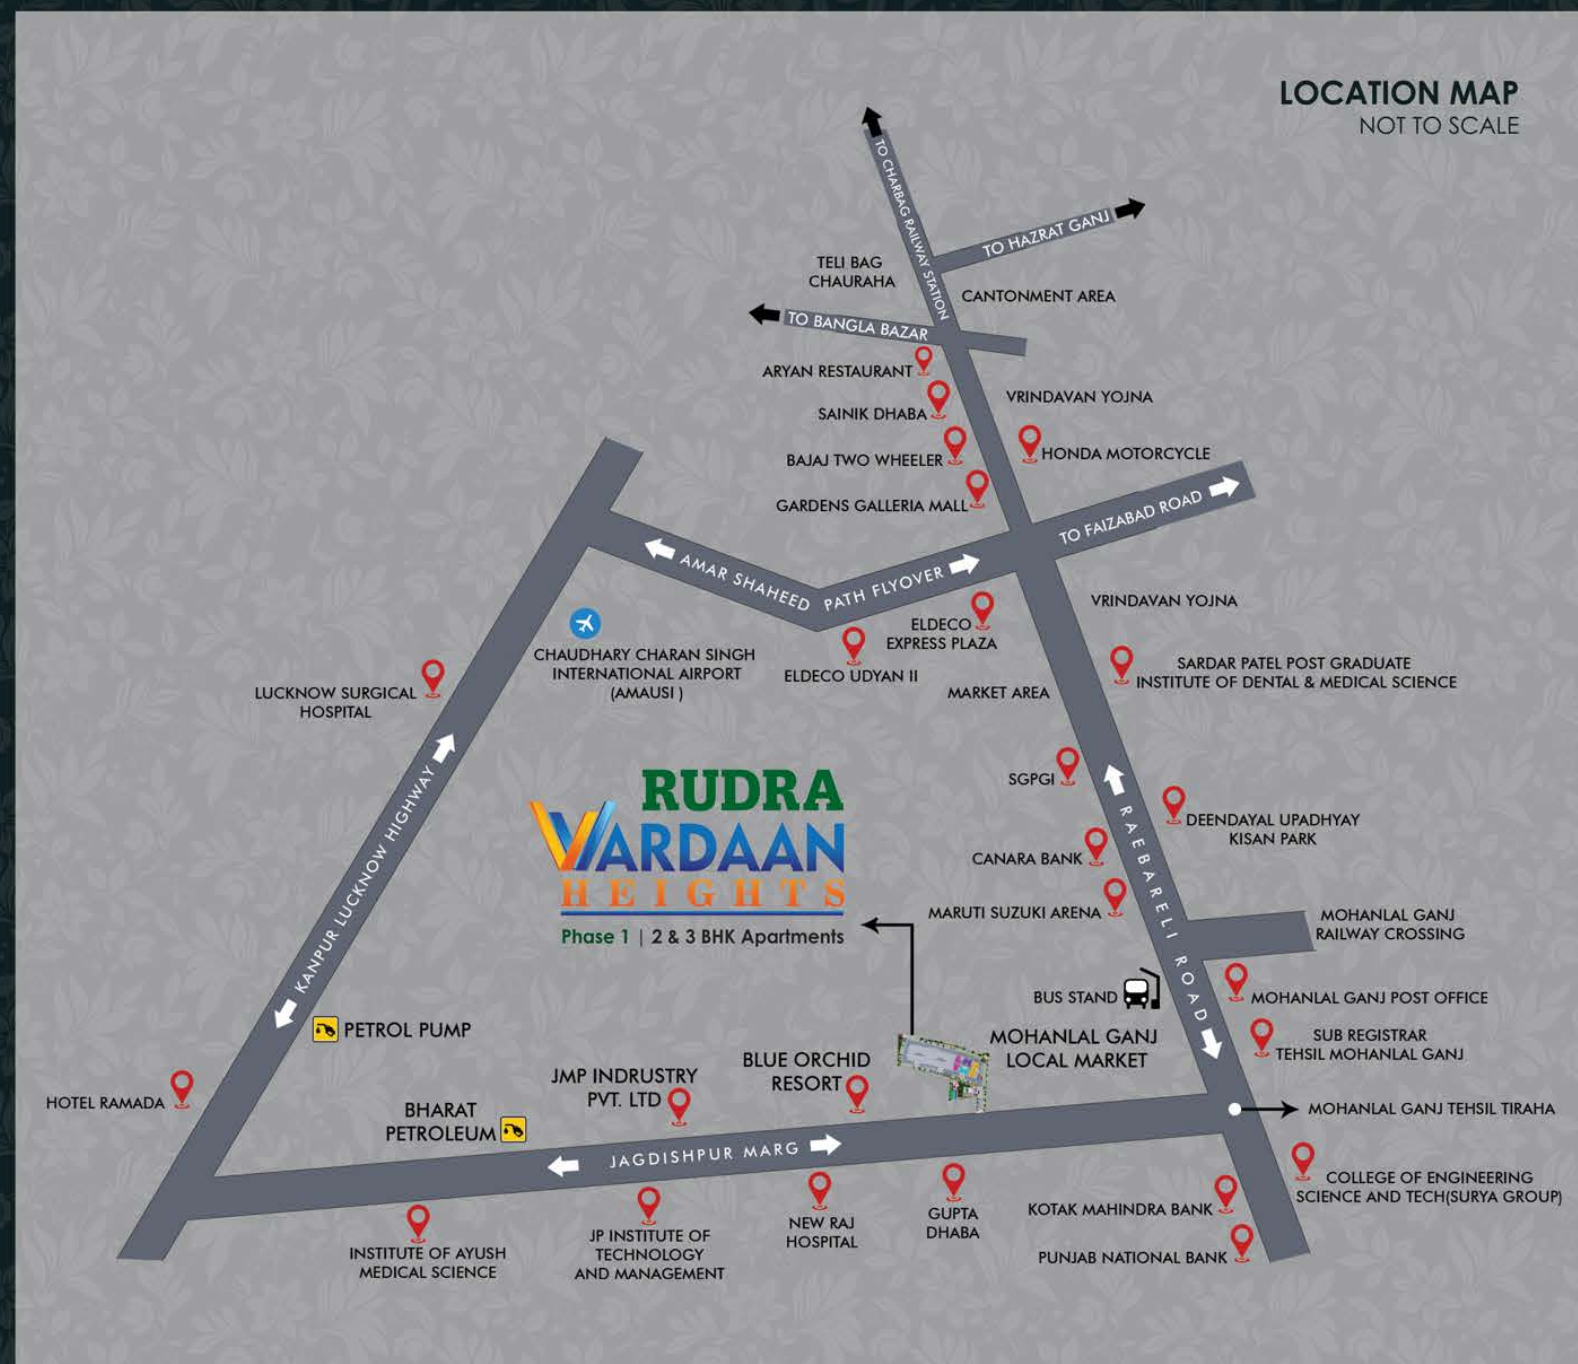 LOCATION MAP
NOT TO SCALE
TO CHARBAG RAILWAY STATION
TO HAZRAT GANJ
TELI BAG
CHAURAHA
CANTONMENT AREA
TO BANGLA BAZAR
ARYAN RESTAURANT
VRINDAVAN YOJNA
SAINIK DHABA
BAJAJ TWO WHEELER
HONDA MOTORCYCLE
GARDENS GALLERIA MALL
TO FAIZABAD ROAD
AMAR SHAHEED PATH FLYOVER
VRINDAVAN YOJNA
ELDECO
EXPRESS PLAZA
CHAUDHARY CHARAN SINGH
INTERNATIONAL AIRPORT
(AMAUSI )
ELDECO UDYAN II
MARKET AREA
SARDAR PATEL POST GRADUATE
INSTITUTE OF DENTAL & MEDICAL SCIENCE
LUCKNOW SURGICAL
HOSPITAL
KANPUR LUCKNOW HIGHWAY
RUDRA
VARDAAN
HEIGHTS
Phase 1 | 2 & 3 BHK Apartments
SGPGI
RAEBARELI ROAD
DEENDAYAL UPADHYAY
KISAN PARK
CANARA BANK
MARUTI SUZUKI ARENA
MOHANLAL GANJ
RAILWAY CROSSING
BUS STAND
MOHANLAL GANJ POST OFFICE
MOHANLAL GANJ
LOCAL MARKET
SUB REGISTRAR
TEHSIL MOHANLAL GANJ
PETROL PUMP
BLUE ORCHID
RESORT
JMP INDRUSTRY
PVT. LTD
HOTEL RAMADA
BHARAT
PETROLEUM
MOHANLAL GANJ TEHSIL TIRAHA
JAGDISHPUR MARG
COLLEGE OF ENGINEERING
SCIENCE AND TECH(SURYA GROUP)
INSTITUTE OF AYUSH
MEDICAL SCIENCE
JP INSTITUTE OF
TECHNOLOGY
AND MANAGEMENT
NEW RAJ
HOSPITAL
GUPTA
DHABA
KOTAK MAHINDRA BANK
PUNJAB NATIONAL BANK